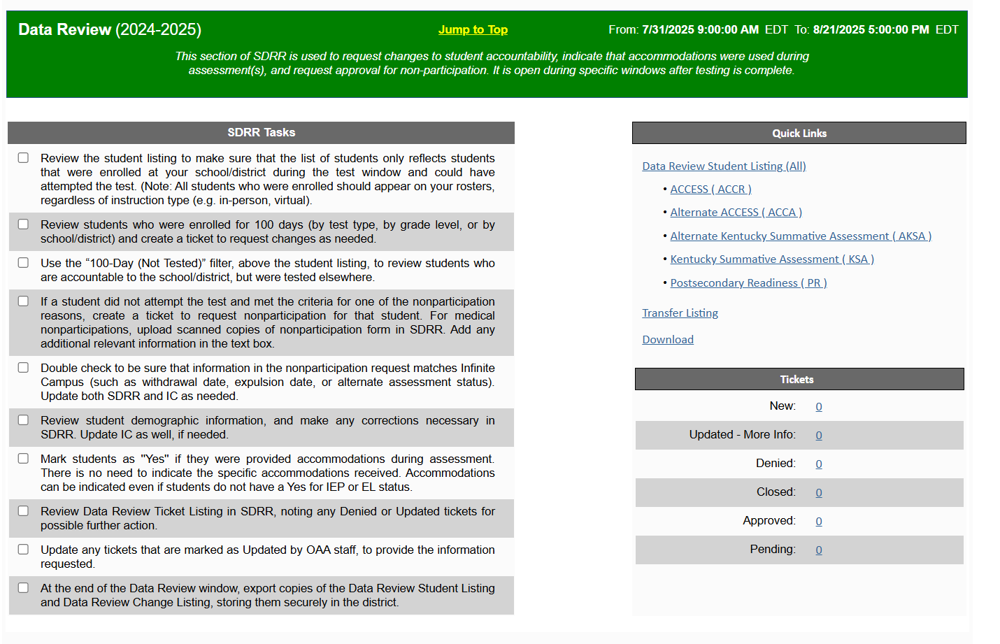 Data Review (2024-2025)
Jump to Top
From: 7/31/2025 9:00:00 AM EDT To: 8/21/2025 5:00:00 PM EDT
This section of SDRR is used to request changes to student accountability, indicate that accommodations were used during
assessment(s), and request approval for non-participation. It is open during specific windows after testing is complete.
SDRR Tasks
Review the student listing to make sure that the list of students only reflects students
that were enrolled at your school/district during the test window and could have
attempted the test. (Note: All students who were enrolled should appear on your rosters,
regardless of instruction type (e.g. in-person, virtual).
Review students who were enrolled for 100 days (by test type, by grade level, or by
school/district) and create a ticket to request changes as needed.
Use the “100-Day (Not Tested)” filter, above the student listing, to review students who
are accountable to the school/district, but were tested elsewhere.
If a student did not attempt the test and met the criteria for one of the nonparticipation
reasons, create a ticket to request nonparticipation for that student. For medical
nonparticipations, upload scanned copies of nonparticipation form in SDRR. Add any
additional relevant information in the text box.
Double check to be sure that information in the nonparticipation request matches Infinite
Campus (such as withdrawal date, expulsion date, or alternate assessment status).
Update both SDRR and IC as needed.
Review student demographic information, and make any corrections necessary in
SDRR. Update IC as well, if needed.
Mark students as "Yes" if they were provided accommodations during assessment.
There is no need to indicate the specific accommodations received. Accommodations
can be indicated even if students do not have a Yes for IEP or EL status.
Review Data Review Ticket Listing in SDRR, noting any Denied or Updated tickets for
possible further action.
Update any tickets that are marked as Updated by OAA staff, to provide the information
requested.
At the end of the Data Review window, export copies of the Data Review Student Listing
and Data Review Change Listing, storing them securely in the district.
Quick Links
Data Review Student Listing (All)
• ACCESS ( ACCR )
• Alternate ACCESS ( ACCA )
• Alternate Kentucky Summative Assessment ( AKSA )
• Kentucky Summative Assessment ( KSA )
• Postsecondary Readiness ( PR )
Transfer Listing
Download
Tickets
New: 0
Updated - More Info: 0
Denied: 0
Closed: 0
Approved: 0
Pending: 0